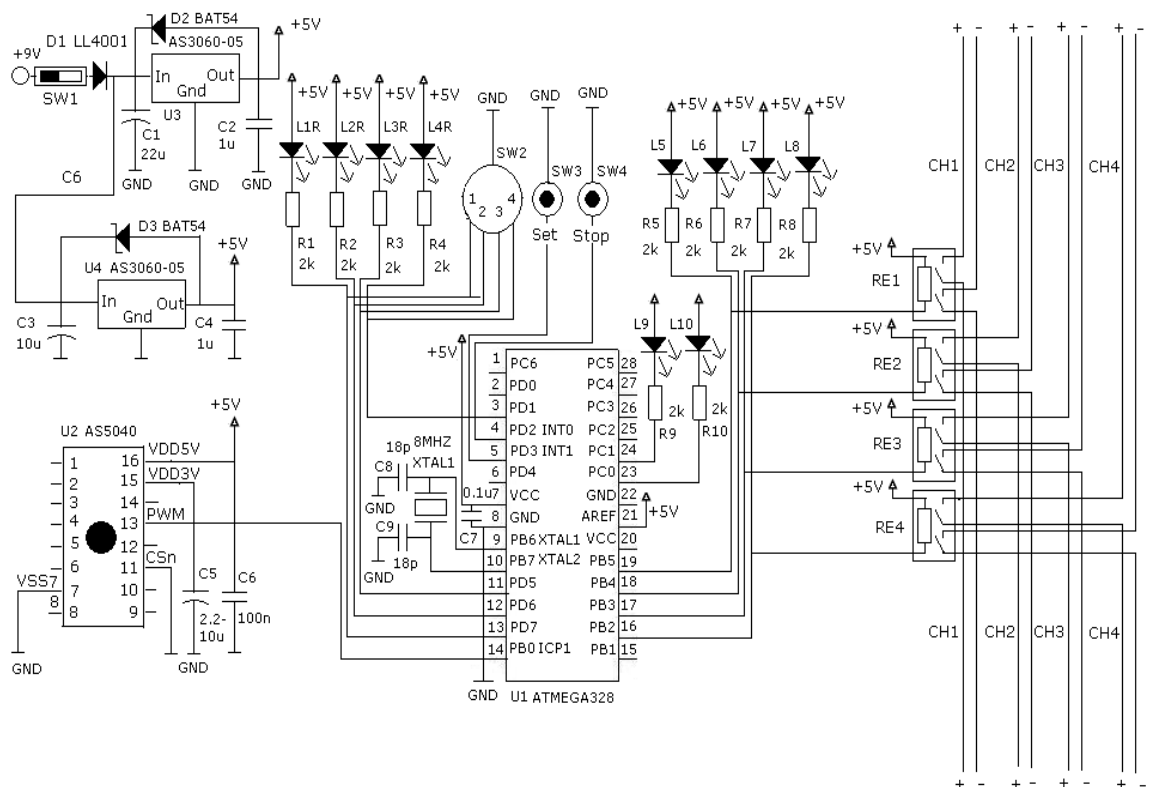 D2 BAT54
+5V
D1 LL4001
AS3060-05
+9V
In
Out
Gnd
SW1
U3
C1
22u
C2
1u
GND
GND
GND
C6
+5V
+5V
+5V
+5V
L1R
L2R
L3R
L4R
R1
2k
R2
2k
R3
2k
R4
2k
GND
GND
GND
SW2
SW3
SW4
1
2
3
4
Set
Stop
+5V
+5V
+5V
+5V
L5
L6
L7
L8
R5
2k
R6
2k
R7
2k
R8
2k
+ - + - + - + -
CH1
CH2
CH3
CH4
D3 BAT54
+5V
U4 AS3060-05
In
Out
Gnd
C3
10u
C4
1u
+5V
RE1
+5V
RE2
+5V
RE3
+5V
RE4
L9
L10
2k
R9
2k
R10
+5V
1 PC6 PC5 28
2 PD0 PC4 27
3 PD1 PC3 26
4 PD2 INT0 PC2 25
5 PD3 INT1 PC1 24
6 PD4 PC0 23
7 VCC GND 22
8 GND AREF 21
9 PB6 XTAL1 VCC 20
10 PB7 XTAL2 PB5 19
11 PD5 PB4 18
12 PD6 PB3 17
13 PD7 PB2 16
14 PB0 ICP1 PB1 15
U1 ATMEGA328
+5V
GND
18p
8MHZ
XTAL1
C8
GND
0.1u
C7
C9
18p
GND
+5V
U2 AS5040
VDD5V
VDD3V
PWM
CSn
VSS7
8
1 16
2 15
3 14
4 13
5 12
6 11
7 10
8 9
C5
2.2-
10u
C6
100n
GND
GND
CH1
CH2
CH3
CH4
+ - + - + - + -